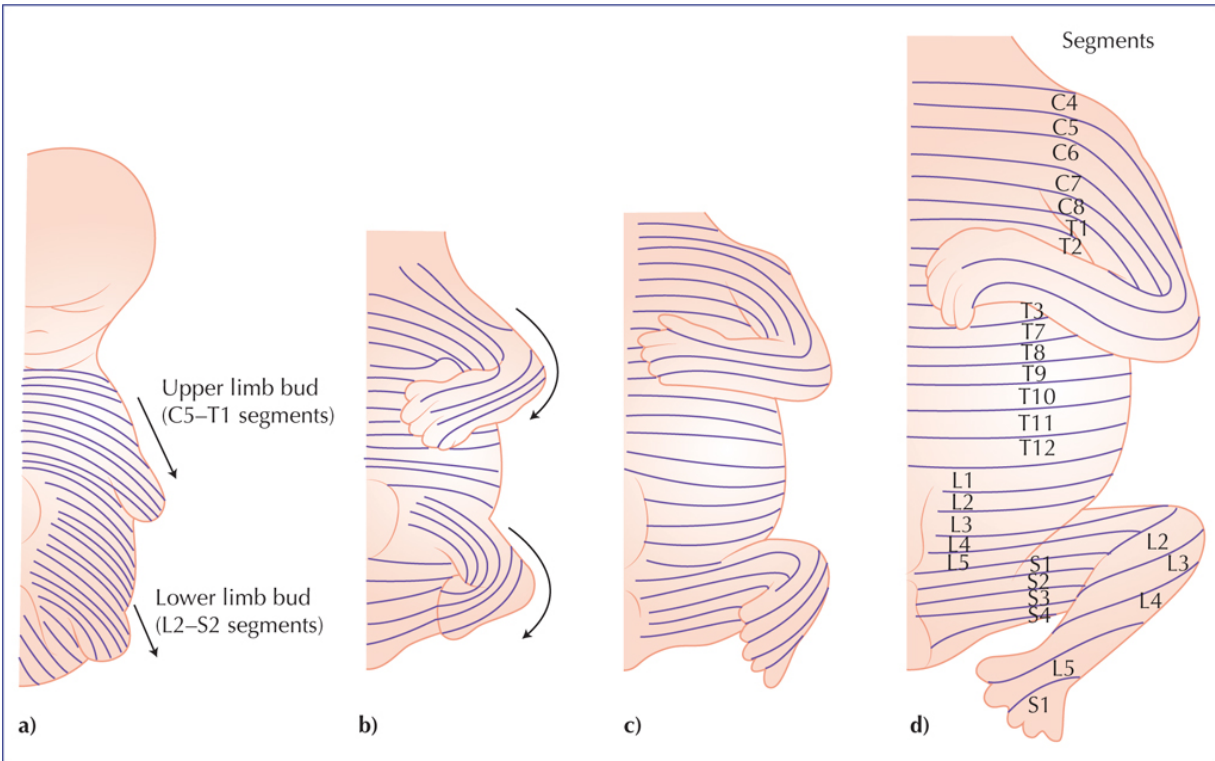 Segments
C4
C5
C6
C7
C8
T1
T2
T3
T7
T8
T9
T10
T11
T12
L1
L2
L3
L4
L5
S1
S2
S3
S4
L2
L3
L4
L5
S1
Upper limb bud
(C5–T1 segments)
Lower limb bud
(L2–S2 segments)
a)
b)
c)
d)